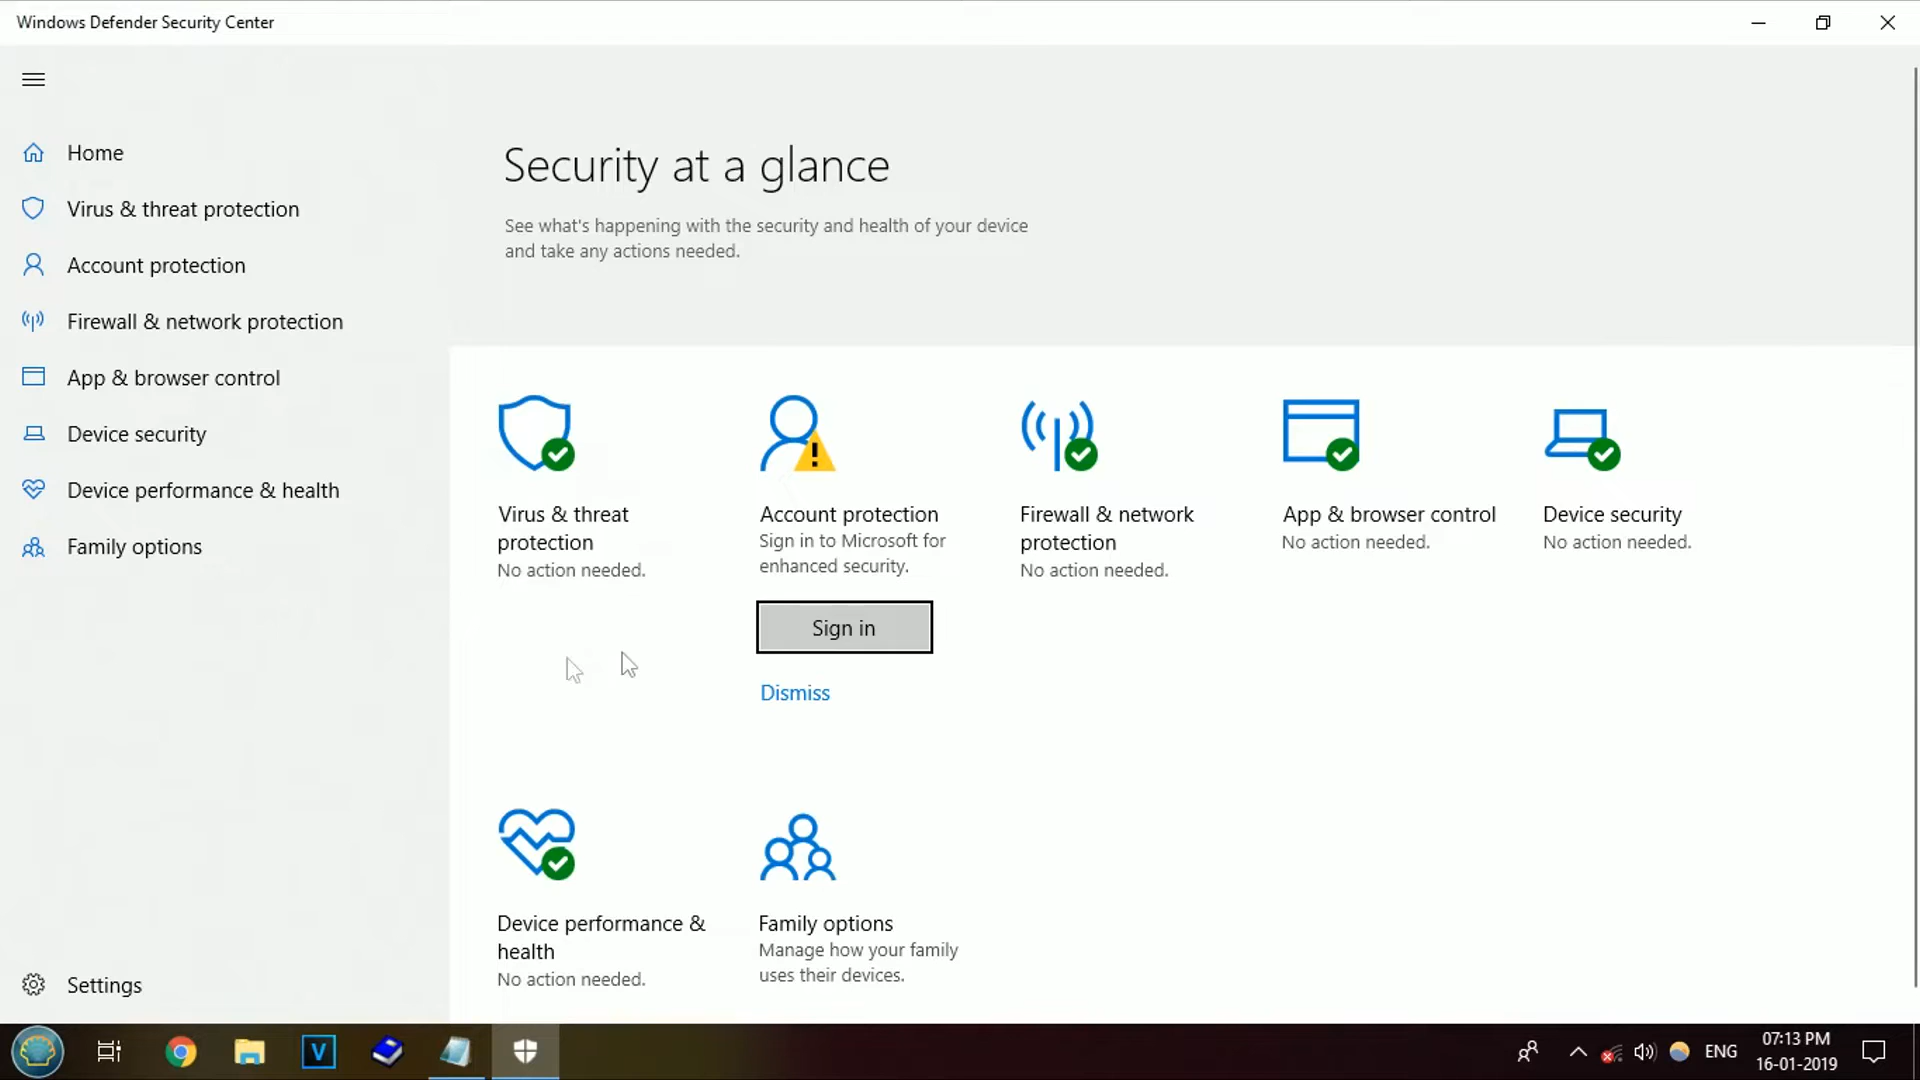 Windows Defender Security Center
Home
Virus & threat protection
Account protection
Firewall & network protection
App & browser control
Device security
Device performance & health
Family options
Settings
Security at a glance
See what's happening with the security and health of your device
and take any actions needed.
Virus & threat
protection
No action needed.
Account protection
Sign in to Microsoft for
enhanced security.
Sign in
Dismiss
Firewall & network
protection
No action needed.
App & browser control
No action needed.
Device security
No action needed.
Device performance &
health
No action needed.
Family options
Manage how your family
uses their devices.
V
ENG
07:13 PM
16-01-2019